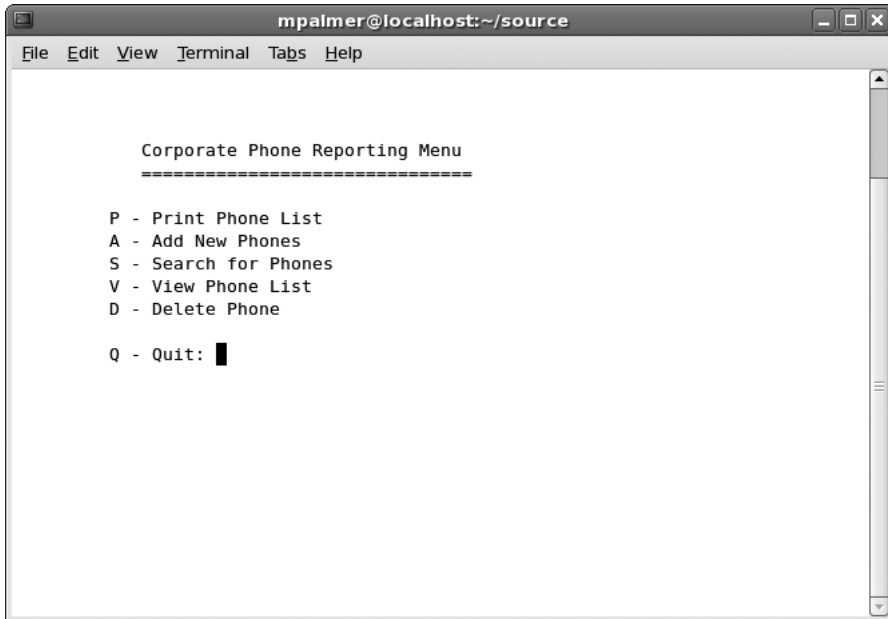 mpalmer@localhost:~/source
File Edit View Terminal Tabs Help
Corporate Phone Reporting Menu
===============================
P - Print Phone List
A - Add New Phones
S - Search for Phones
V - View Phone List
D - Delete Phone
Q - Quit: